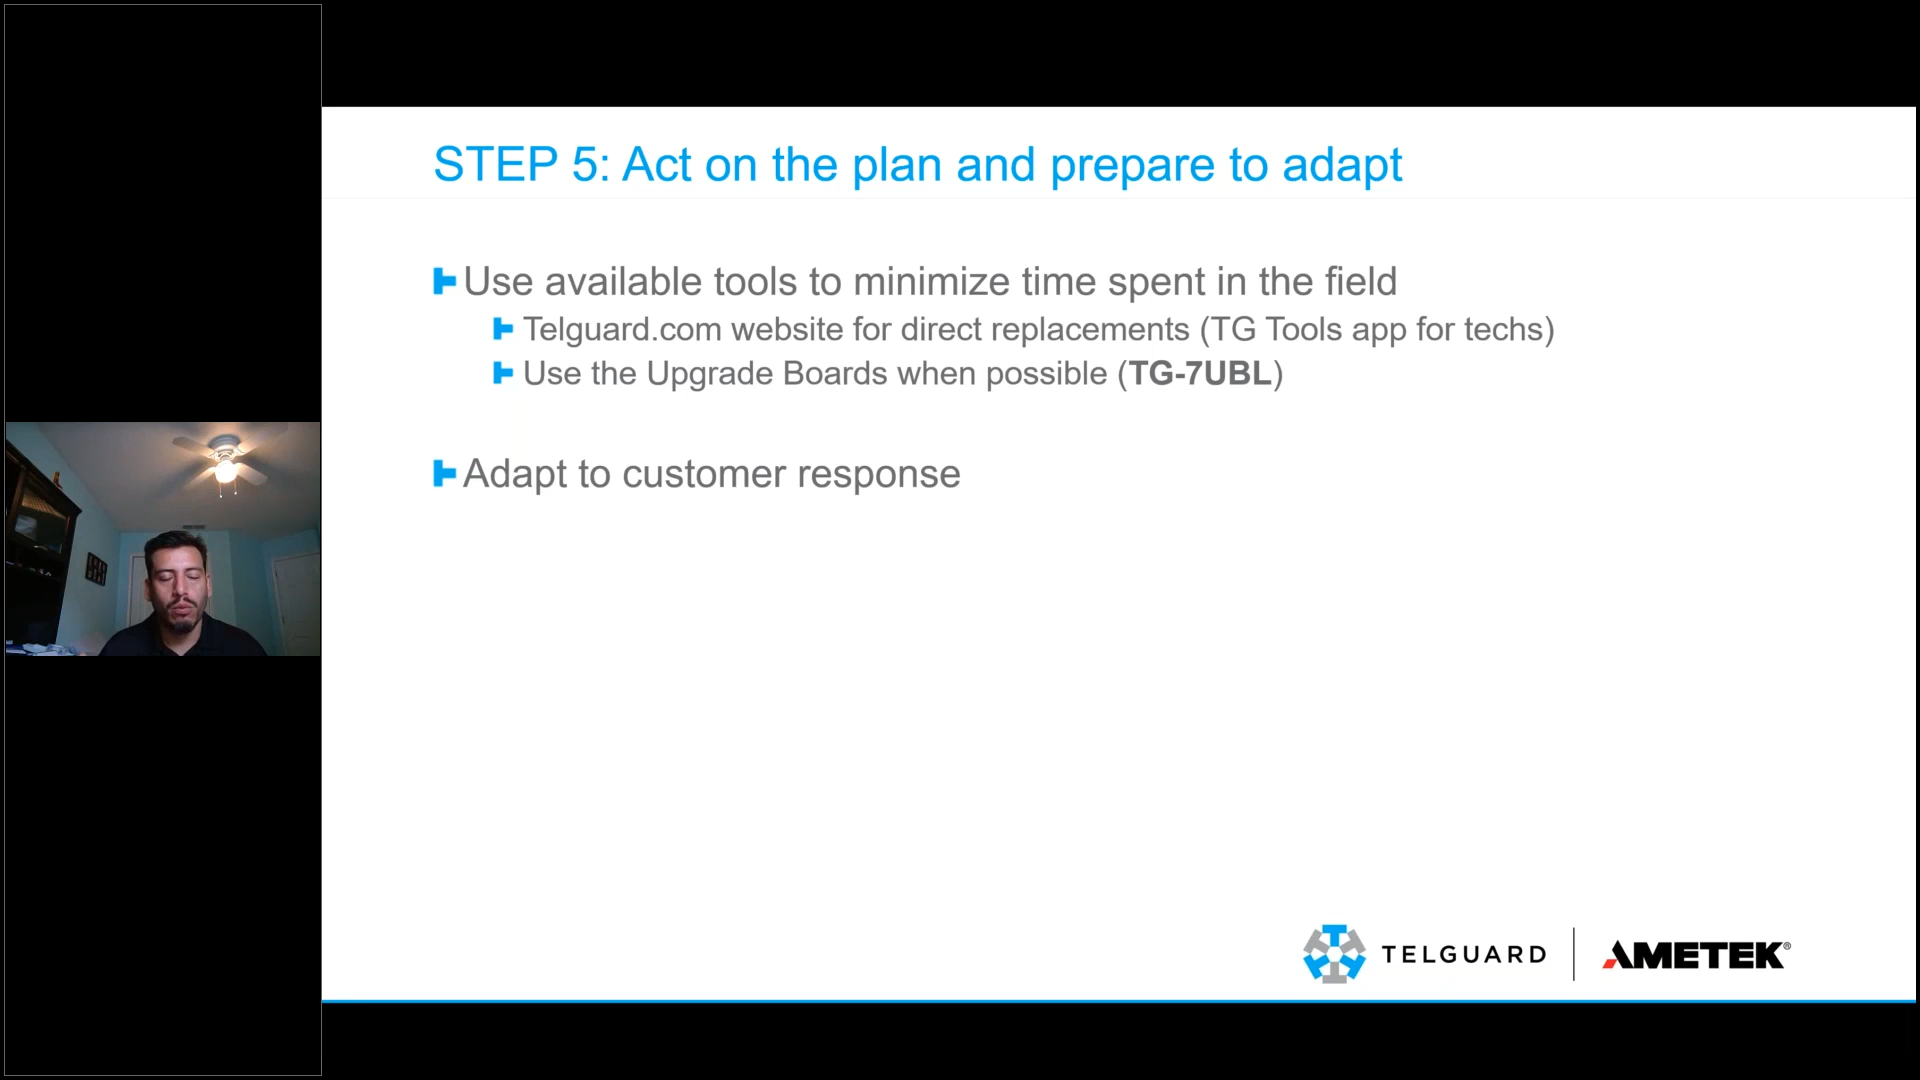 STEP 5: Act on the plan and prepare to adapt
Use available tools to minimize time spent in the field
Telguard.com website for direct replacements (TG Tools app for techs)
Use the Upgrade Boards when possible (TG-7UBL)
Adapt to customer response
TELGUARD
AMETEK®